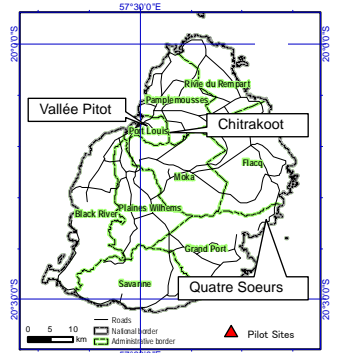 57°30'0"E
20°0'0"S
20°0'0"S
Rivie du Rempart
Pamplemousses
Vallée Pitot
Port Louis
Chitrakoot
Flacq
Moka
Plaines Wilhems
Black River
Grand Port
Quatre Soeurs
Savanne
20°30'0"S
20°30'0"S
Roads
National border
Administrative border
0 5 10
km
Pilot Sites